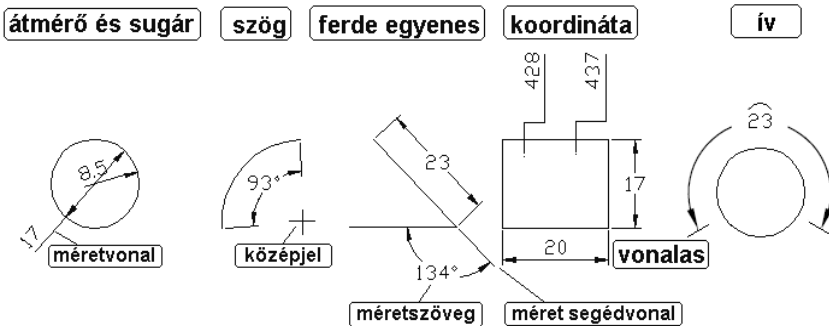 átmérő és sugár
szög
ferde egyenes
koordináta
ív
428
437
23
8.5
93°
23
17
17
20
134°
méretvonal
középjel
vonalas
méretszöveg
méret segédvonal